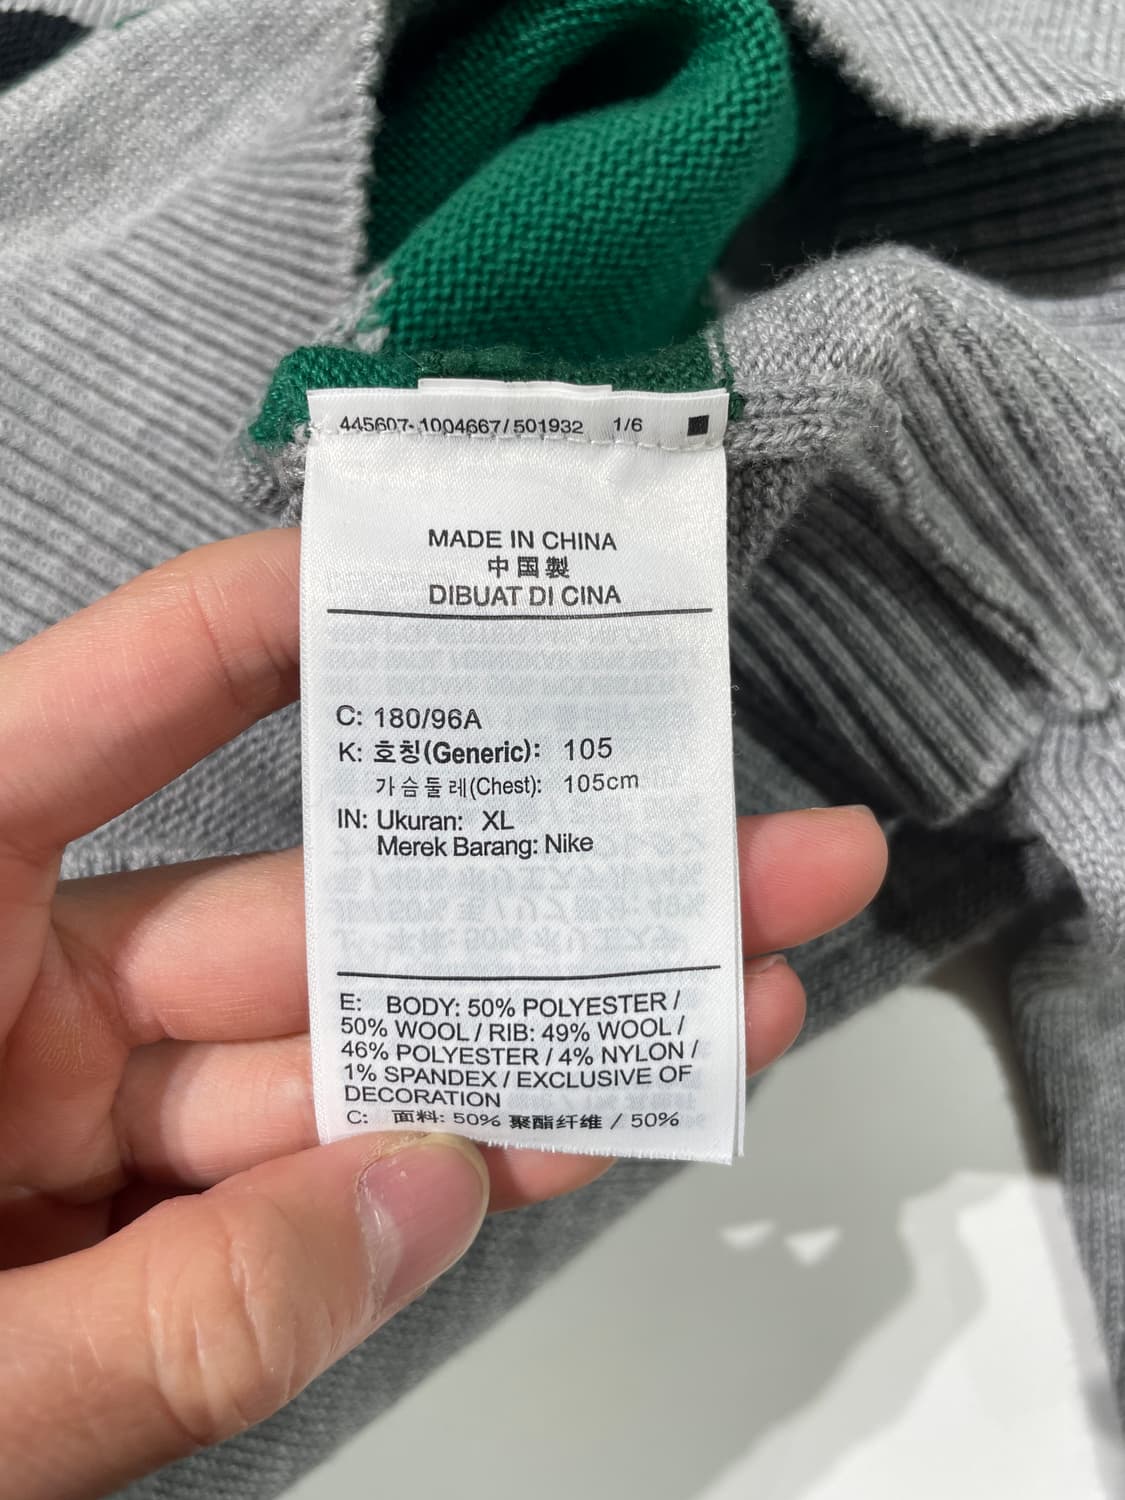 445607-1004667/501932 1/6 ■
MADE IN CHINA
中国製
DIBUAT DI CINA
C: 180/96A
K: 호칭(Generic): 105
가슴둘레(Chest): 105cm
IN: Ukuran: XL
Merek Barang: Nike
E: BODY: 50% POLYESTER /
50% WOOL / RIB: 49% WOOL /
46% POLYESTER / 4% NYLON /
1% SPANDEX / EXCLUSIVE OF
DECORATION
C: 面料: 50% 聚酯纤维 / 50%